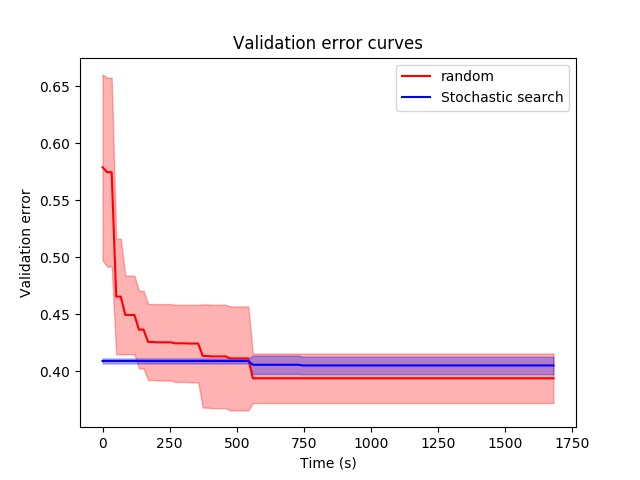 Validation error curves
random
Stochastic search
Validation error
0.65
0.60
0.55
0.50
0.45
0.40
0 250 500 750 1000 1250 1500 1750
Time (s)